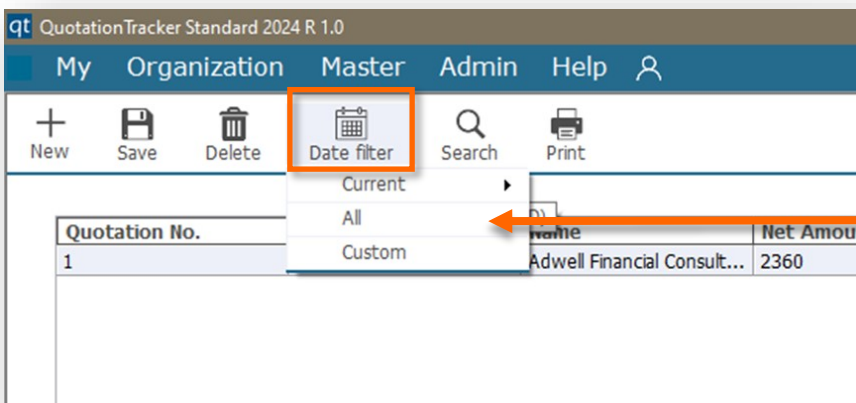 qt QuotationTracker Standard 2024 R 1.0
My Organization Master Admin Help
New Save Delete Date filter Search Print
Current
All
Custom
Quotation No. Name Net Amou
1 Adwell Financial Consult... 2360